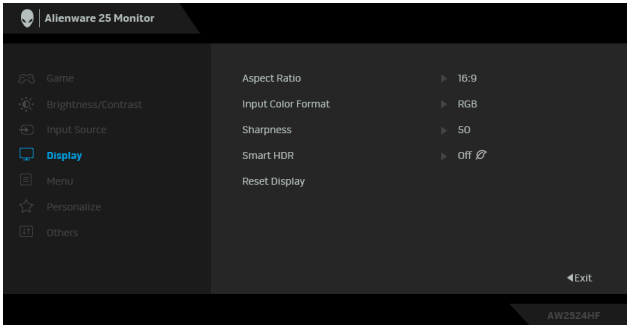 Alienware 25 Monitor
Game
Aspect Ratio 16:9
Brightness/Contrast
Input Color Format RGB
Input Source
Sharpness 50
Display
Smart HDR Off
Menu
Reset Display
Personalize
Others
Exit
AW2524HF